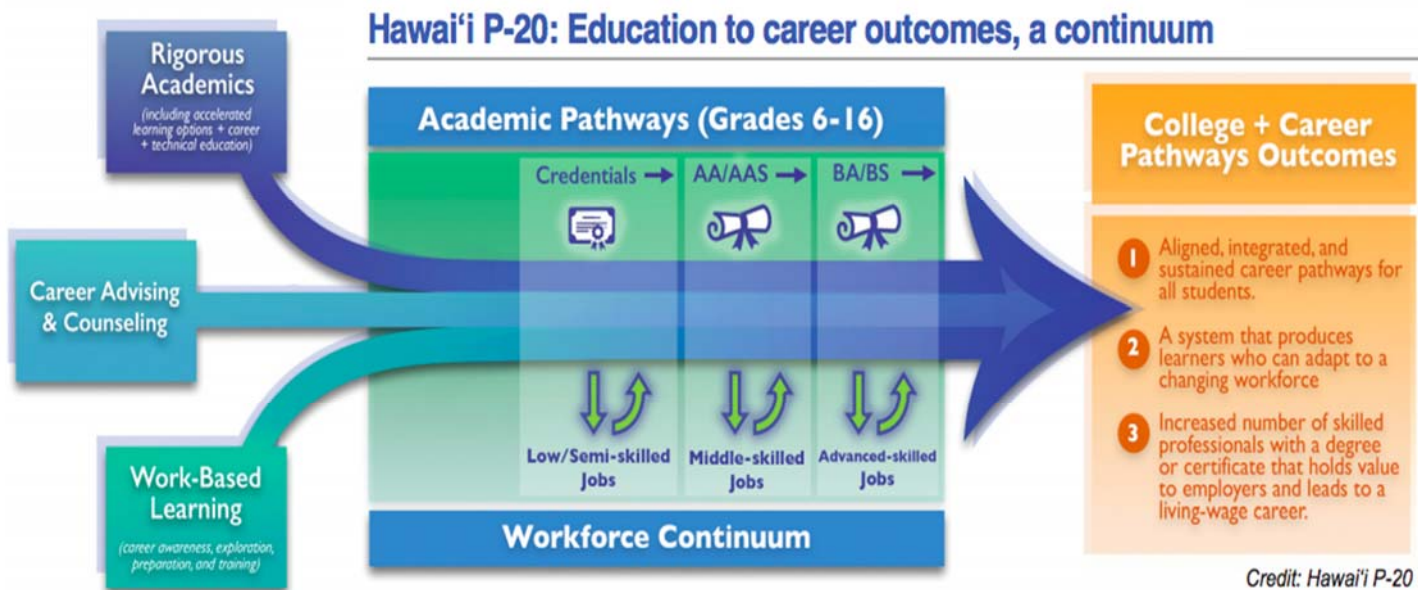 Hawai‘i P-20: Education to career outcomes, a continuum
Rigorous
Academics
(including accelerated
learning options + career
+ technical education)
Career Advising
& Counseling
Work-Based
Learning
(career awareness, exploration,
preparation, and training)
Academic Pathways (Grades 6-16)
Credentials
AA/AAS
BA/BS
Low/Semi-skilled
Jobs
Middle-skilled
Jobs
Advanced-skilled
Jobs
Workforce Continuum
College + Career
Pathways Outcomes
1 Aligned, integrated, and
sustained career pathways for
all students.
2 A system that produces
learners who can adapt to a
changing workforce
3 Increased number of skilled
professionals with a degree
or certificate that holds value
to employers and leads to a
living-wage career.
Credit: Hawai‘i P-20